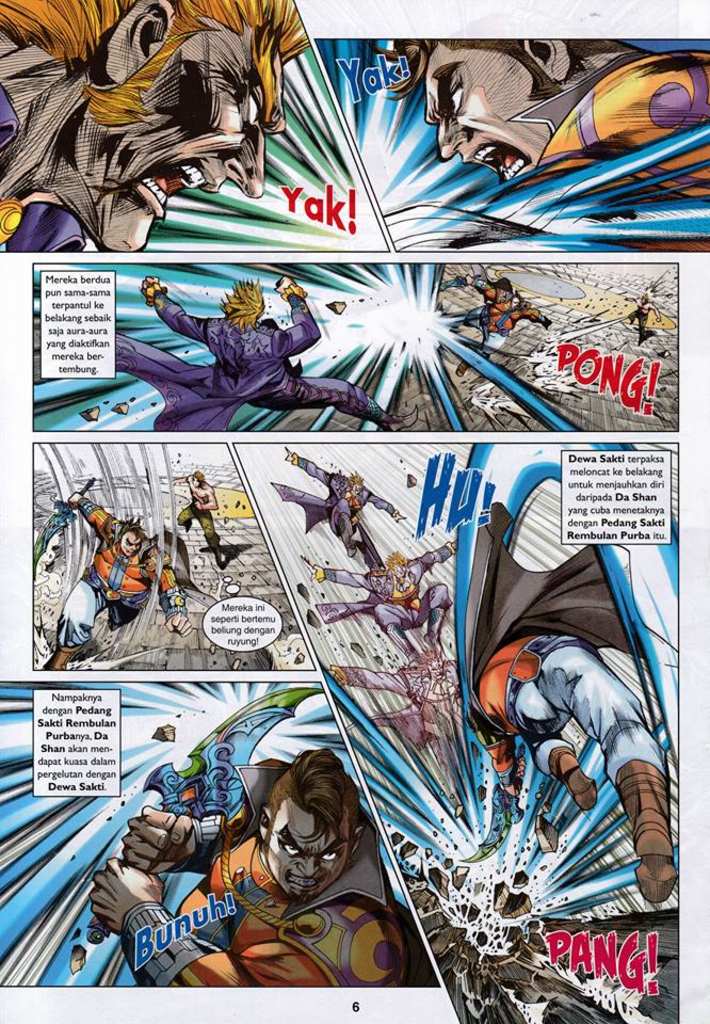 Yak!
Yak!
Mereka berdua
pun sama-sama
terpantul ke
belakang sebaik
saja aura-aura
yang diaktifkan
mereka ber-
tembung.
PONG!
Mereka ini
seperti bertemu
beliung dengan
ruyung!
HU!
Dewa Sakti terpaksa
meloncat ke belakang
untuk menjauhkan diri
daripada Da Shan
yang cuba menetaknya
dengan Pedang Sakti
Rembulan Purba itu.
Nampaknya
dengan Pedang
Sakti Rembulan
Purbanya, Da
Shan akan men-
dapat kuasa dalam
pergelutan dengan
Dewa Sakti.
Bunuh!
PANG!
6